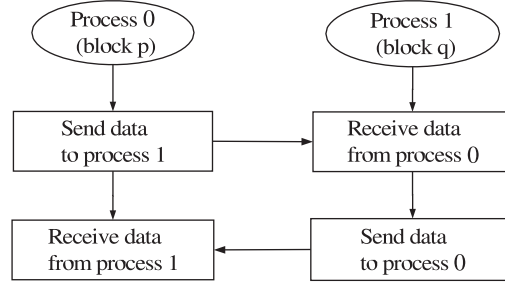 Process 0
(block p)
Process 1
(block q)
Send data
to process 1
Receive data
from process 0
Receive data
from process 1
Send data
to process 0